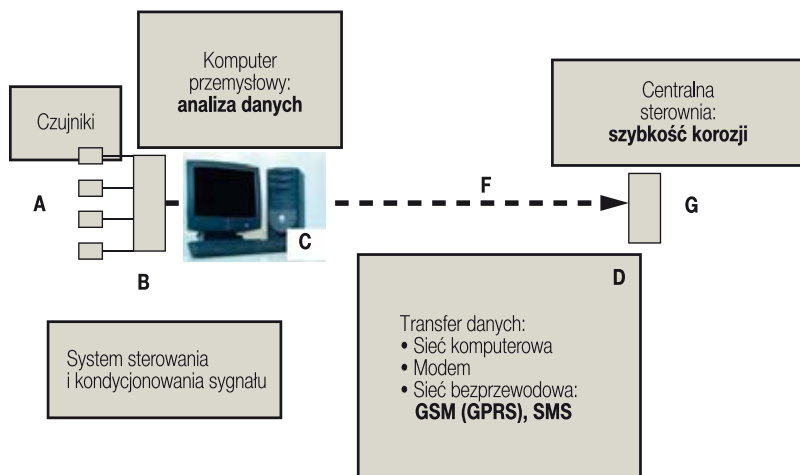 Komputer
przemysłowy:
analiza danych
Centralna
sterownia:
szybkość korozji
Czujniki
A
F
G
C
B
D
System sterowania
i kondycjonowania sygnału
Transfer danych:
• Sieć komputerowa
• Modem
• Sieć bezprzewodowa:
GSM (GPRS), SMS